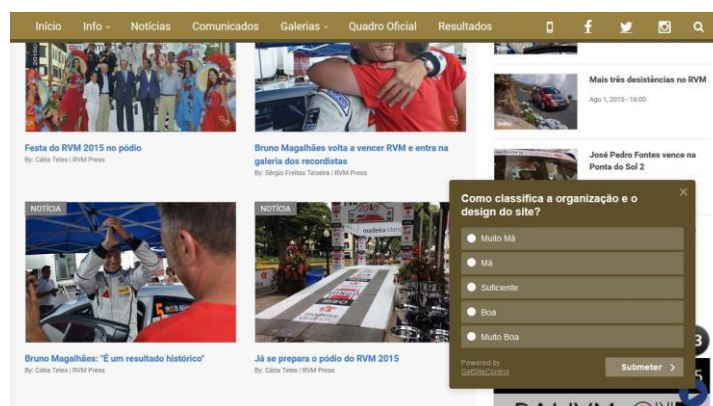 Início Info Notícias Comunicados Galerias Quadro Oficial Resultados
Festa do RVM 2015 no pódio
By: Célia Teles | RVM Press
Bruno Magalhães volta a vencer RVM e entra na
galeria dos recordistas
By: Sérgio Freitas Teixeira | RVM Press
Mais três desistências no RVM
Ago 1, 2015 - 16:00
José Pedro Fontes vence na
Ponta do Sol 2
NOTÍCIA
Bruno Magalhães: "É um resultado histórico"
By: Cátia Teles | RVM Press
NOTÍCIA
madeira
Já se prepara o pódio do RVM 2015
By: Cátia Teles | RVM Press
Como classifica a organização e o
design do site?
Muito Má
Má
Suficiente
Boa
Muito Boa
Powered by
GetSiteControl
Submeter